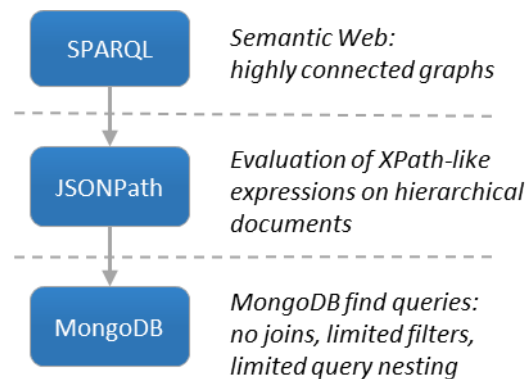 SPARQL
Semantic Web:
highly connected graphs
JSONPath
Evaluation of XPath-like
expressions on hierarchical
documents
MongoDB
MongoDB find queries:
no joins, limited filters,
limited query nesting